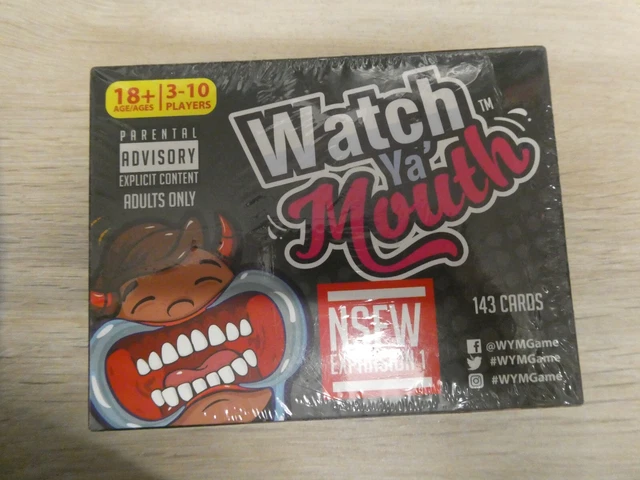 18+ | 3-10
AGE/AGES PLAYERS
PARENTAL
ADVISORY
EXPLICIT CONTENT
ADULTS ONLY
Watch
Ya'
Mouth
TM
NSFW
EXPANSION 1
143 CARDS
@WYMGame
#WYMGame
#WYMGame